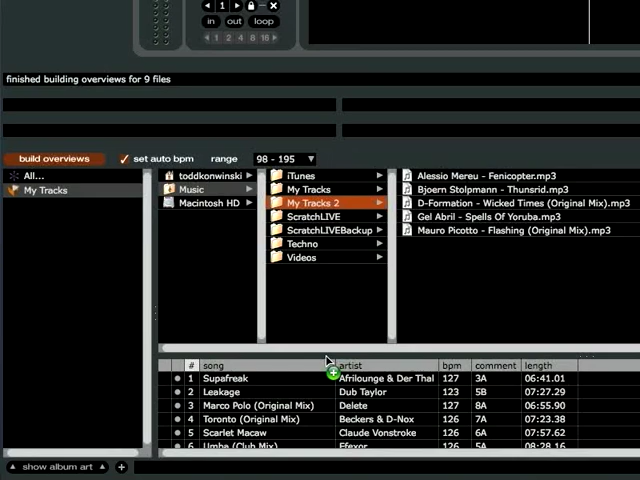 1
in out loop
1 2 4 8 16
finished building overviews for 9 files
build overviews set auto bpm range 98 - 195
All...
My Tracks
toddkonwinski
Music
Macintosh HD
iTunes
My Tracks
My Tracks 2
ScratchLIVE
ScratchLIVEBackup
Techno
Videos
Alessio Mereu - Fenicopter.mp3
Bjoern Stolpmann - Thunsrid.mp3
D-Formation - Wicked Times (Original Mix).mp3
Gel Abril - Spells Of Yoruba.mp3
Mauro Picotto - Flashing (Original Mix).mp3
# song artist bpm comment length
1 Supafreak Afrilounge & Der Thal 127 3A 06:41.01
2 Leakage Dub Taylor 123 5B 07:27.29
3 Marco Polo (Original Mix) Delete 127 8A 06:55.90
4 Toronto (Original Mix) Beckers & D-Nox 126 7A 07:23.38
5 Scarlet Macaw Claude Vonstroke 126 6A 07:57.62
6 Umba (Club Mix) Effexor 126 5A 08:28.16
show album art